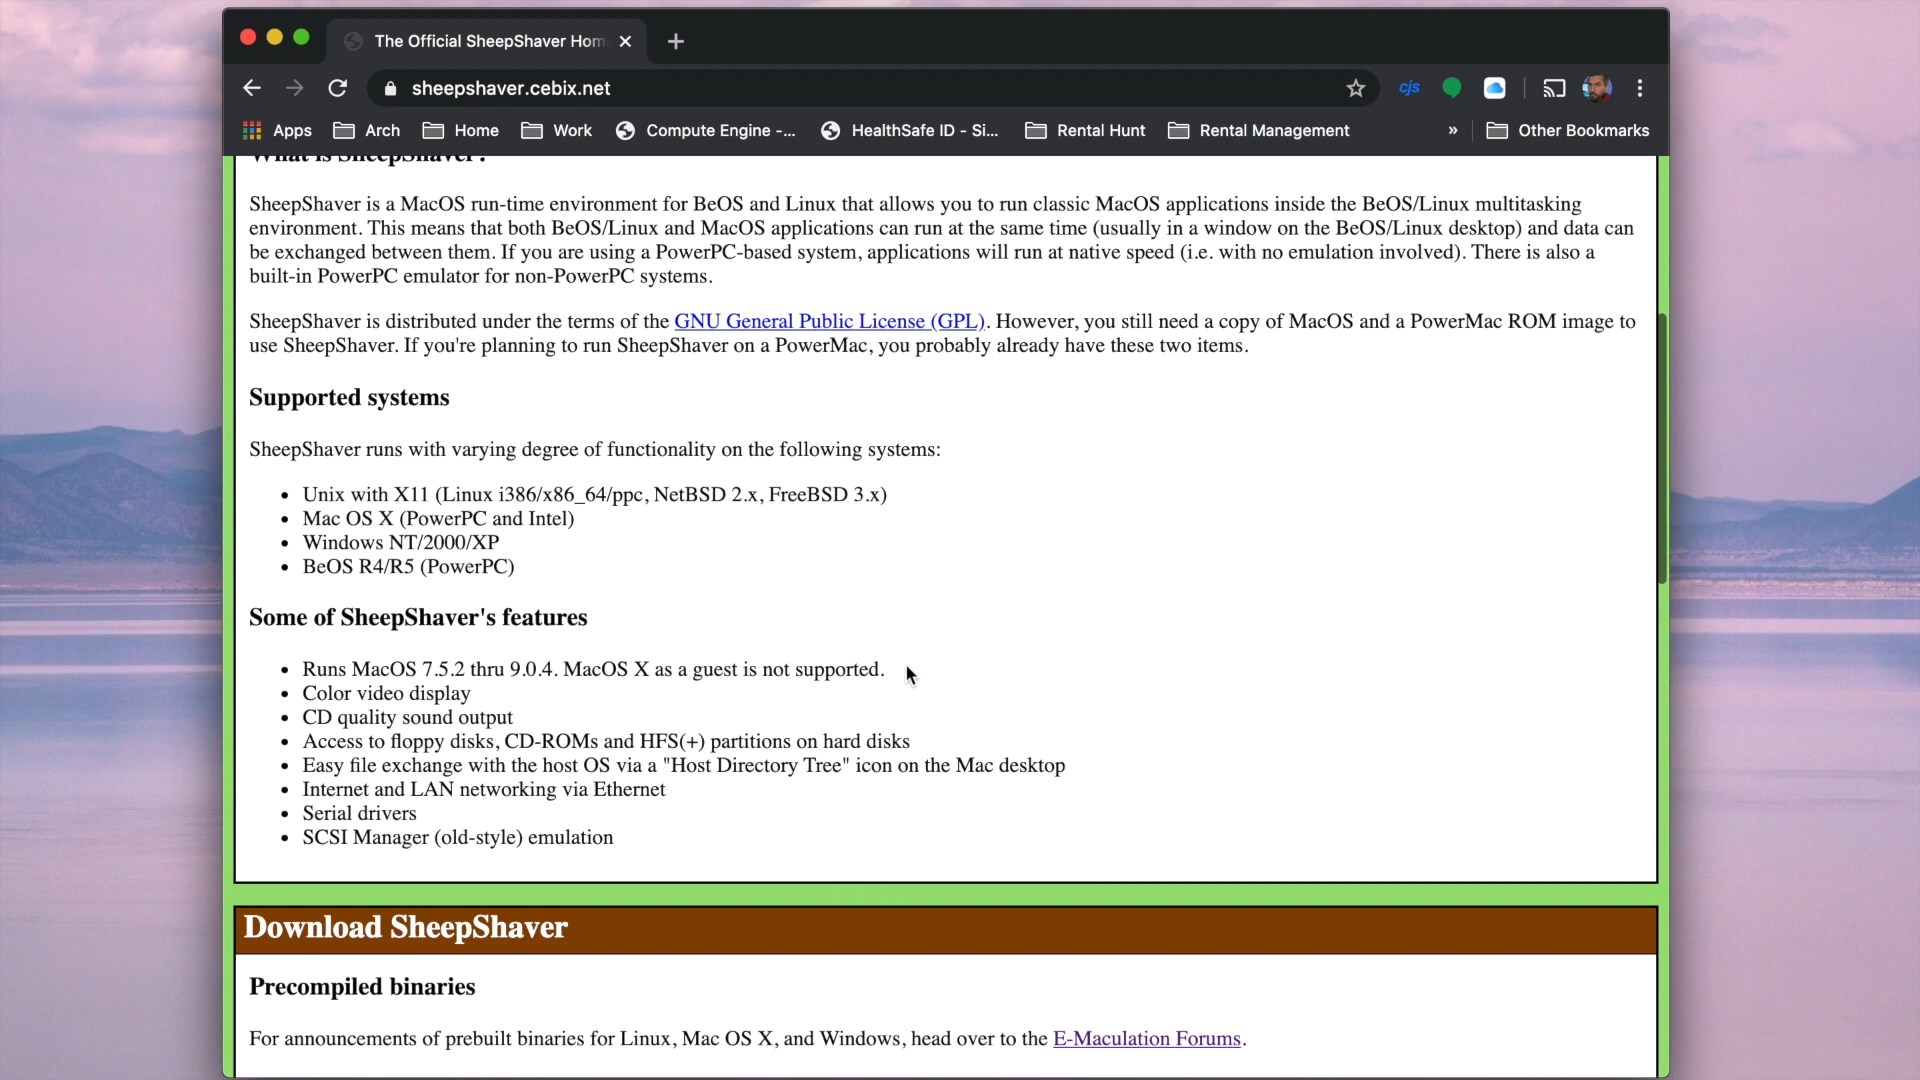 The Official SheepShaver Hom
sheepshaver.cebix.net
cjs
Apps Arch Home Work Compute Engine -... HealthSafe ID - Si... Rental Hunt Rental Management » Other Bookmarks
What is SheepShaver?
SheepShaver is a MacOS run-time environment for BeOS and Linux that allows you to run classic MacOS applications inside the BeOS/Linux multitasking
environment. This means that both BeOS/Linux and MacOS applications can run at the same time (usually in a window on the BeOS/Linux desktop) and data can
be exchanged between them. If you are using a PowerPC-based system, applications will run at native speed (i.e. with no emulation involved). There is also a
built-in PowerPC emulator for non-PowerPC systems.
SheepShaver is distributed under the terms of the GNU General Public License (GPL). However, you still need a copy of MacOS and a PowerMac ROM image to
use SheepShaver. If you're planning to run SheepShaver on a PowerMac, you probably already have these two items.
Supported systems
SheepShaver runs with varying degree of functionality on the following systems:
• Unix with X11 (Linux i386/x86_64/ppc, NetBSD 2.x, FreeBSD 3.x)
• Mac OS X (PowerPC and Intel)
• Windows NT/2000/XP
• BeOS R4/R5 (PowerPC)
Some of SheepShaver's features
• Runs MacOS 7.5.2 thru 9.0.4. MacOS X as a guest is not supported.
• Color video display
• CD quality sound output
• Access to floppy disks, CD-ROMs and HFS(+) partitions on hard disks
• Easy file exchange with the host OS via a "Host Directory Tree" icon on the Mac desktop
• Internet and LAN networking via Ethernet
• Serial drivers
• SCSI Manager (old-style) emulation
Download SheepShaver
Precompiled binaries
For announcements of prebuilt binaries for Linux, Mac OS X, and Windows, head over to the E-Maculation Forums.